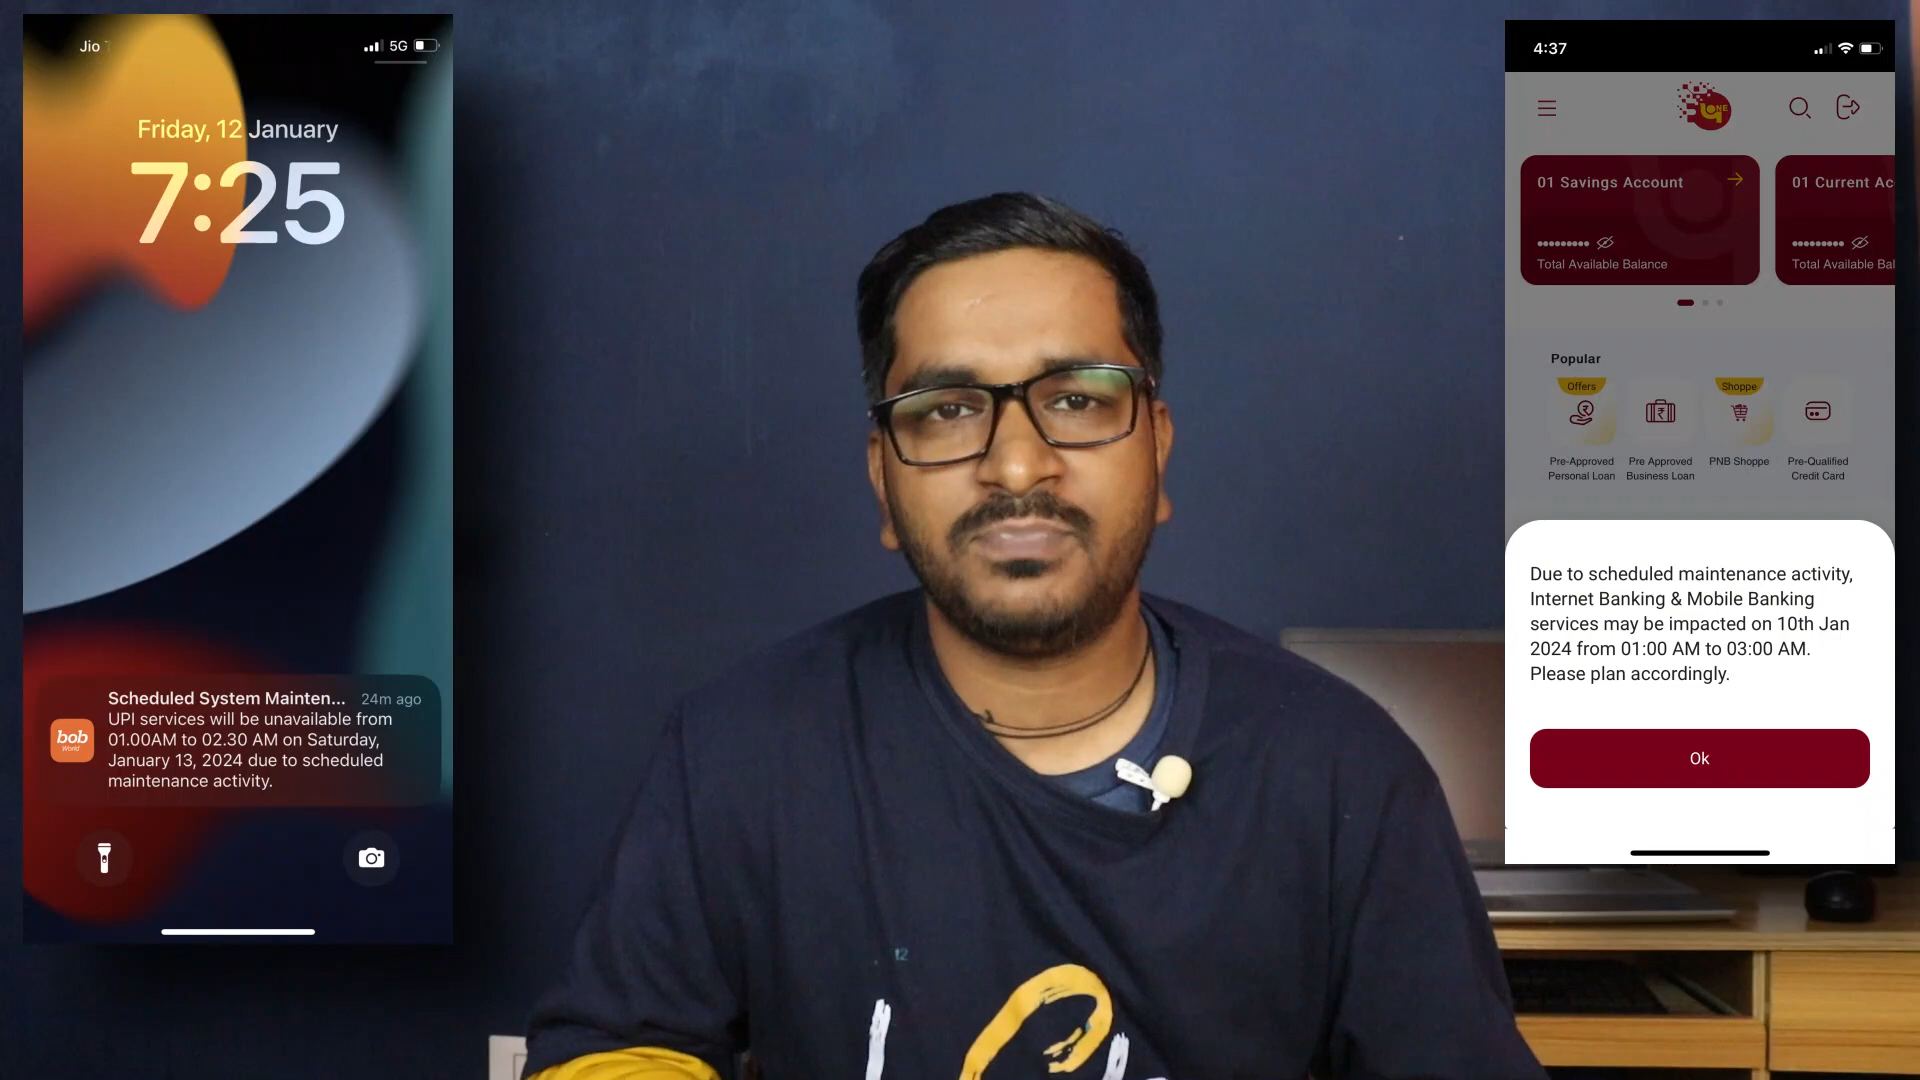 Jio
5G
Friday, 12 January
7:25
Scheduled System Mainten... 24m ago
UPI services will be unavailable from
01.00AM to 02.30 AM on Saturday,
January 13, 2024 due to scheduled
maintenance activity.
bob
World
12
4:37
ONE
01 Savings Account
Total Available Balance
01 Current Ac
Total Available Bal
Popular
Offers
Shoppe
Pre-Approved
Personal Loan
Pre Approved
Business Loan
PNB Shoppe
Pre-Qualified
Credit Card
Due to scheduled maintenance activity,
Internet Banking & Mobile Banking
services may be impacted on 10th Jan
2024 from 01:00 AM to 03:00 AM.
Please plan accordingly.
Ok